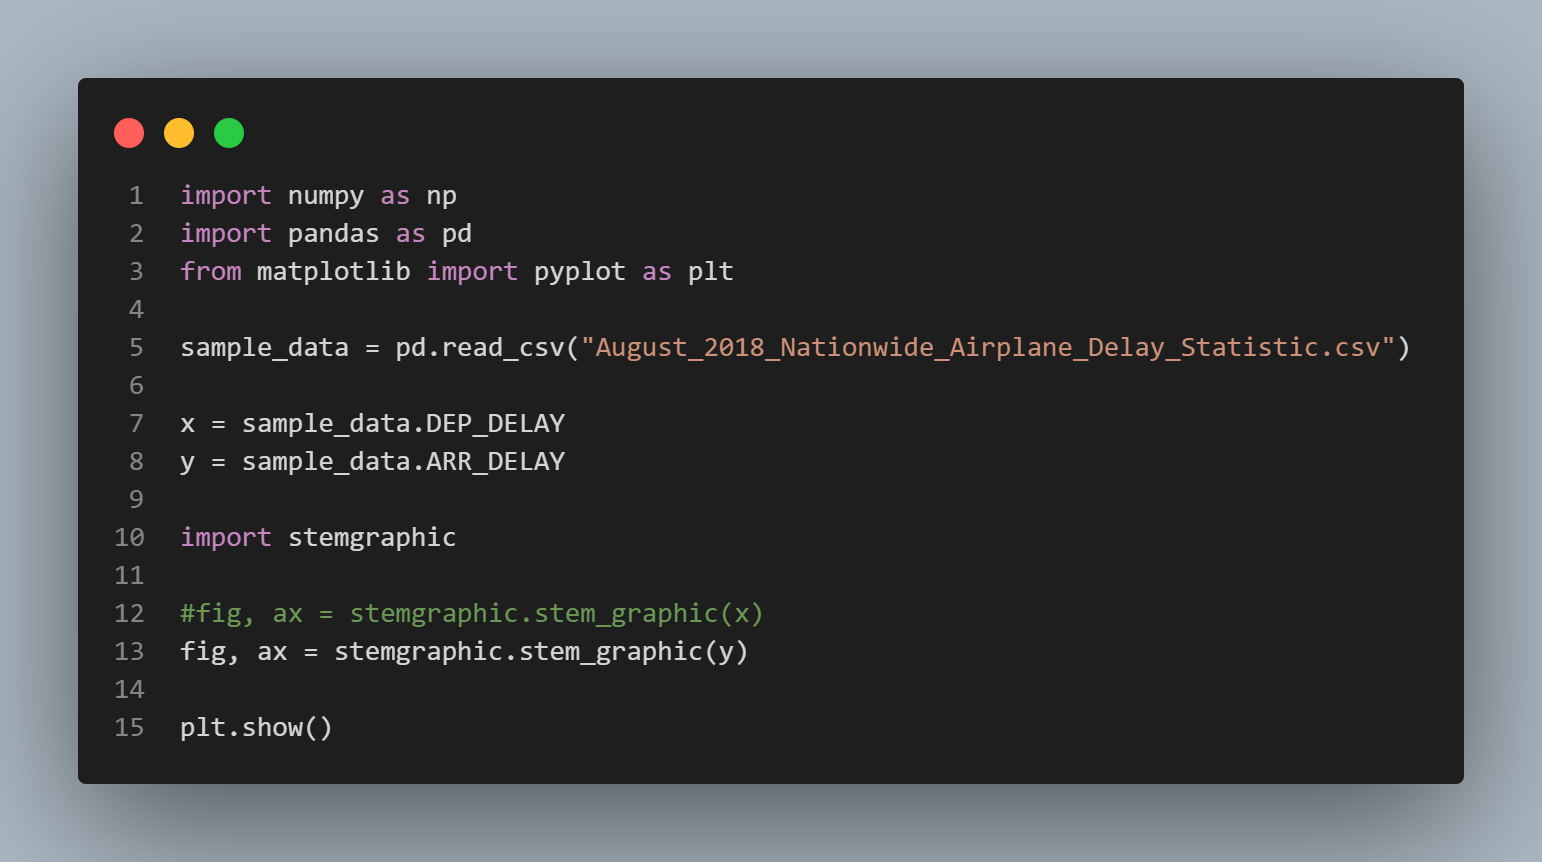 1 import numpy as np
2 import pandas as pd
3 from matplotlib import pyplot as plt
4
5 sample_data = pd.read_csv("August_2018_Nationwide_Airplane_Delay_Statistic.csv")
6
7 x = sample_data.DEP_DELAY
8 y = sample_data.ARR_DELAY
9
10 import stemgraphic
11
12 #fig, ax = stemgraphic.stem_graphic(x)
13 fig, ax = stemgraphic.stem_graphic(y)
14
15 plt.show()